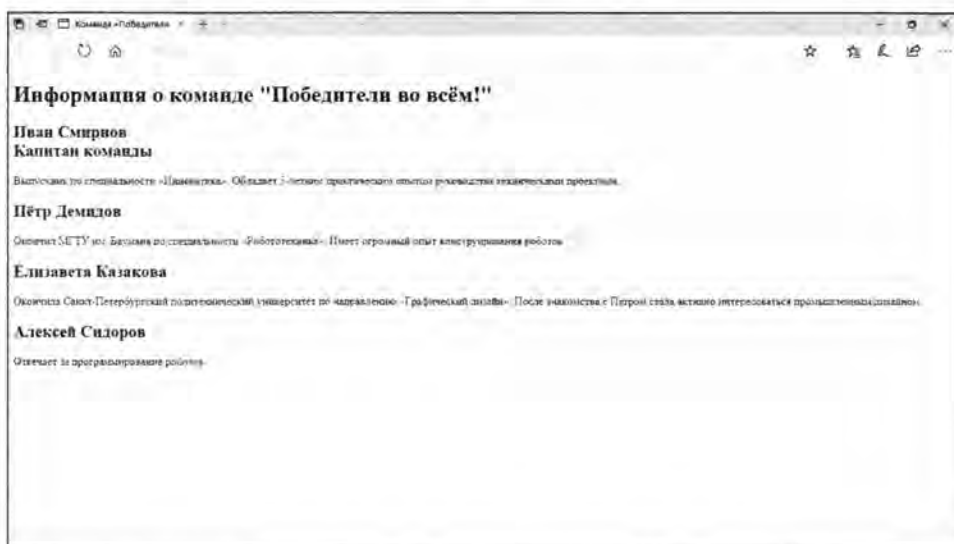 Команда «Победители
Информация о команде "Победители во всём!"
Иван Смирнов
Капитан команды
Выпускник по специальности Обладает 5-летним практическим опытом руководства техническими проектами.
Пётр Демидов
Окончил МГТУ им. Баумана по специальности «Робототехника». Имеет огромный опыт конструирования роботов
Елизавета Казакова
Окончила Санкт-Петербургский политехнический университет по направлению «Графический дизайн». После знакомства с Петром стала активно интересоваться промышленным дизайном.
Алексей Сидоров
Отвечает за программирование роботов.